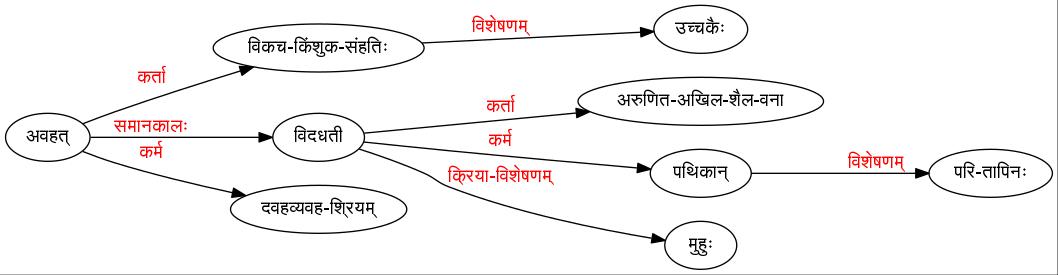 विशेषणम्
उच्चकैः
विकच-किंशुक-संहतिः
कर्ता
कर्ता
अरुणित-अखिल-शैल-वना
अवहत्
समानकालः
विदधती
कर्म
कर्म
पथिकान्
विशेषणम्
परि-तापिनः
क्रिया-विशेषणम्
दवहव्यवह-श्रियम्
मुहुः